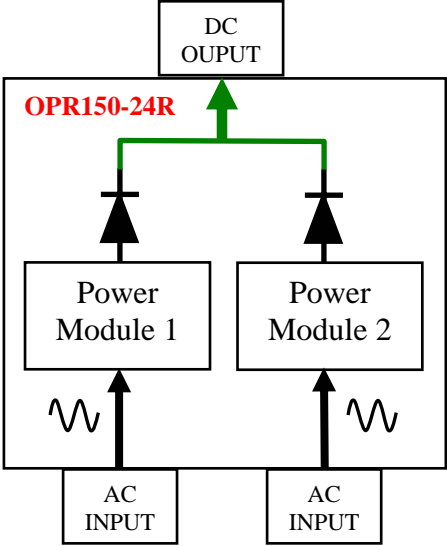 DC
OUPUT
OPR150-24R
Power
Module 1
Power
Module 2
AC
INPUT
AC
INPUT